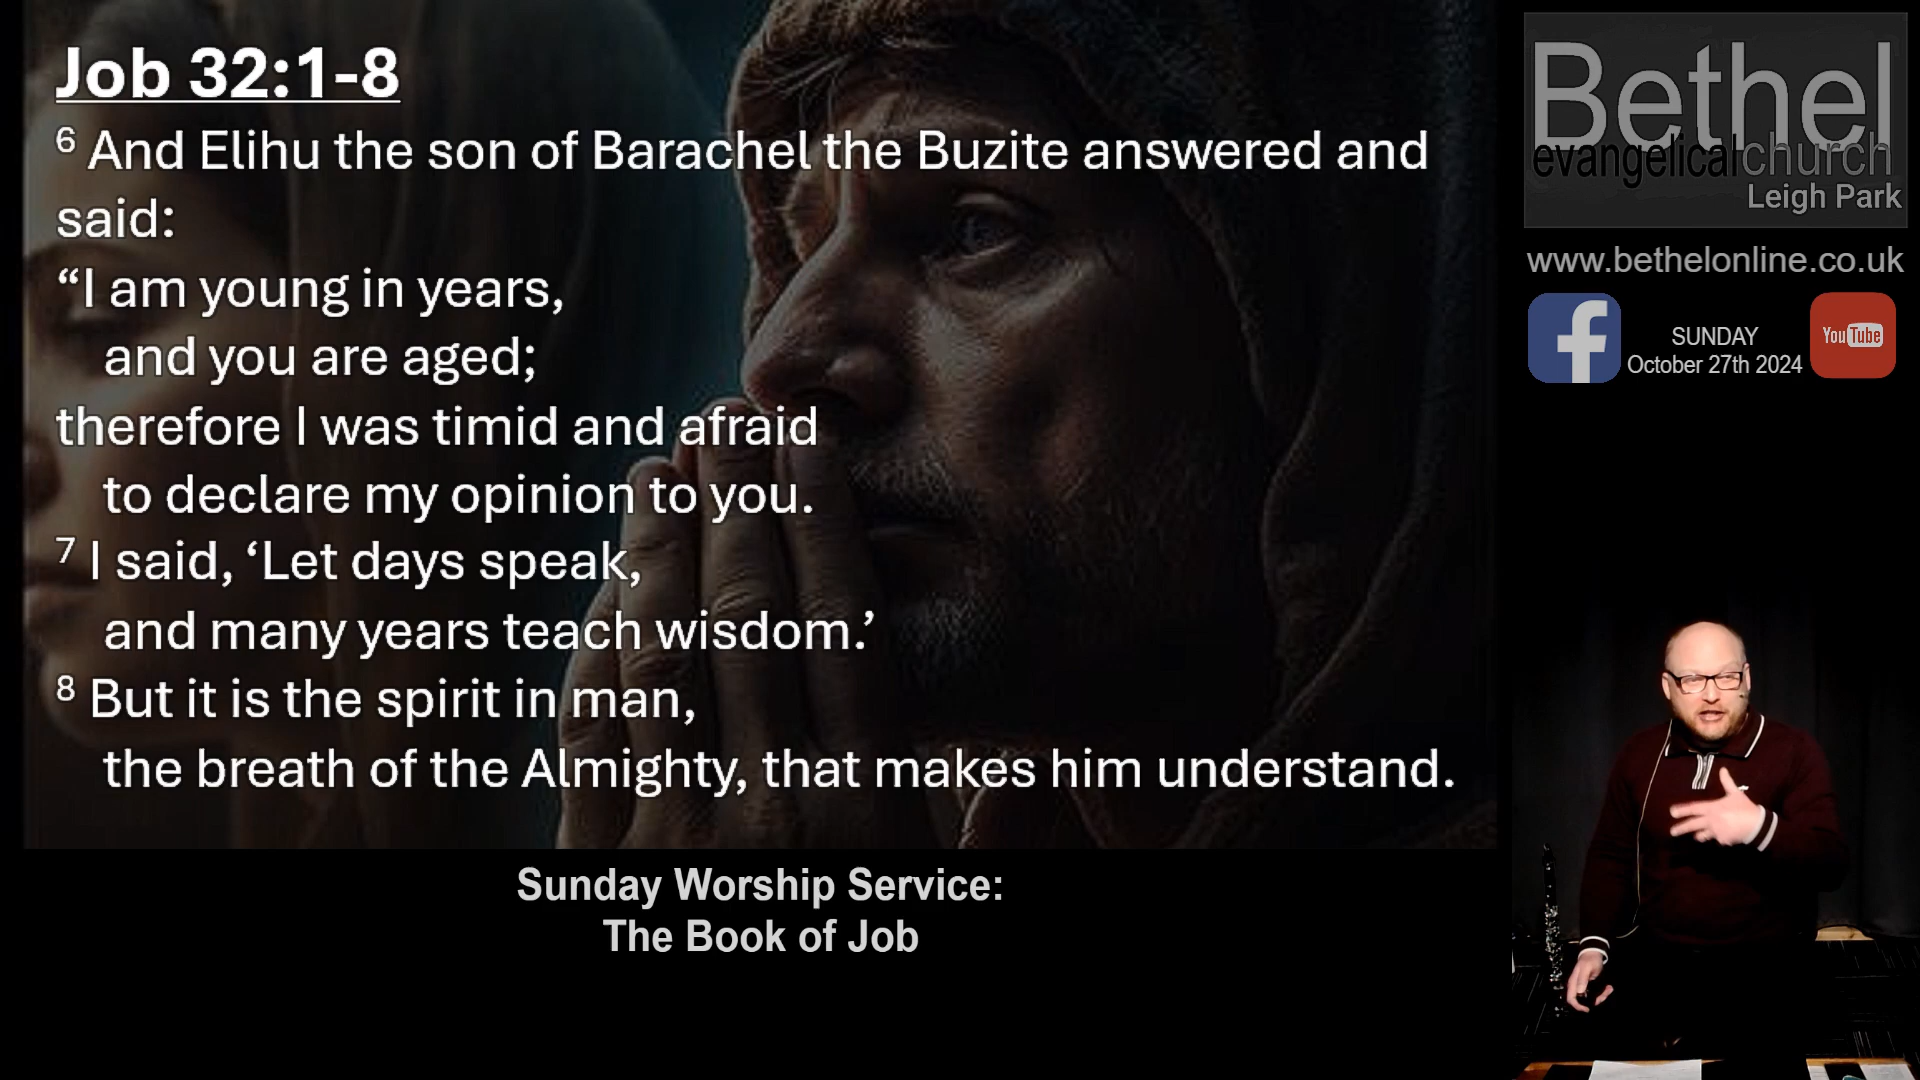 Job 32:1-8
6 And Elihu the son of Barachel the Buzite answered and
said:
“I am young in years,
and you are aged;
therefore I was timid and afraid
to declare my opinion to you.
7 I said, ‘Let days speak,
and many years teach wisdom.’
8 But it is the spirit in man,
the breath of the Almighty, that makes him understand.
Sunday Worship Service:
The Book of Job
Bethel
evangelicalchurch
Leigh Park
www.bethelonline.co.uk
f
SUNDAY
October 27th 2024
YouTube